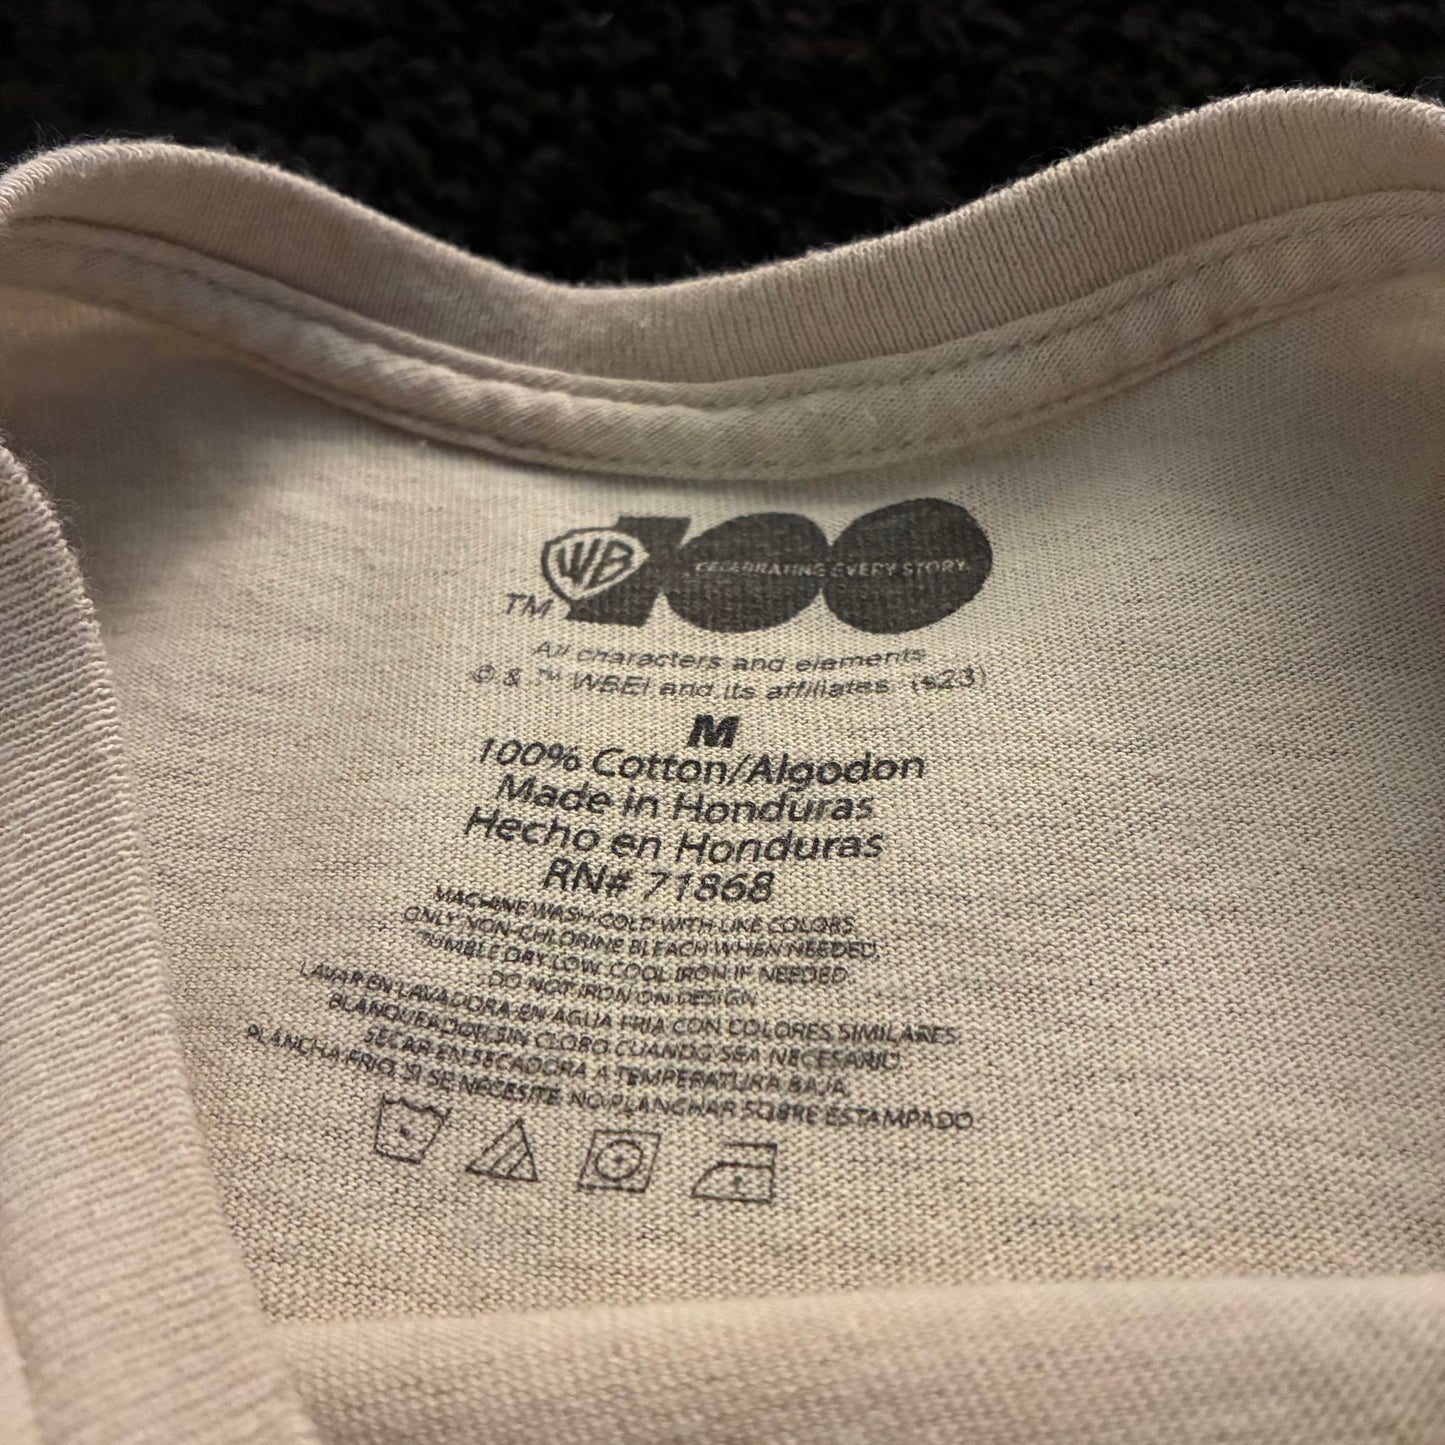 WB 100
CELEBRATING EVERY STORY.
TM
All characters and elements
© & ™ WBEI and its affiliates. (s23)
M
100% Cotton/Algodon
Made in Honduras
Hecho en Honduras
RN# 71868
MACHINE WASH COLD WITH LIKE COLORS.
ONLY NON-CHLORINE BLEACH WHEN NEEDED.
TUMBLE DRY LOW. COOL IRON IF NEEDED.
DO NOT IRON ON DESIGN.
LAVAR EN LAVADORA EN AGUA FRIA CON COLORES SIMILARES.
BLANQUEADOR SIN CLORO CUANDO SEA NECESARIO.
SECAR EN SECADORA A TEMPERATURA BAJA.
PLANCHA FRIO, SI SE NECESITE. NO PLANCHAR SOBRE ESTAMPADO.